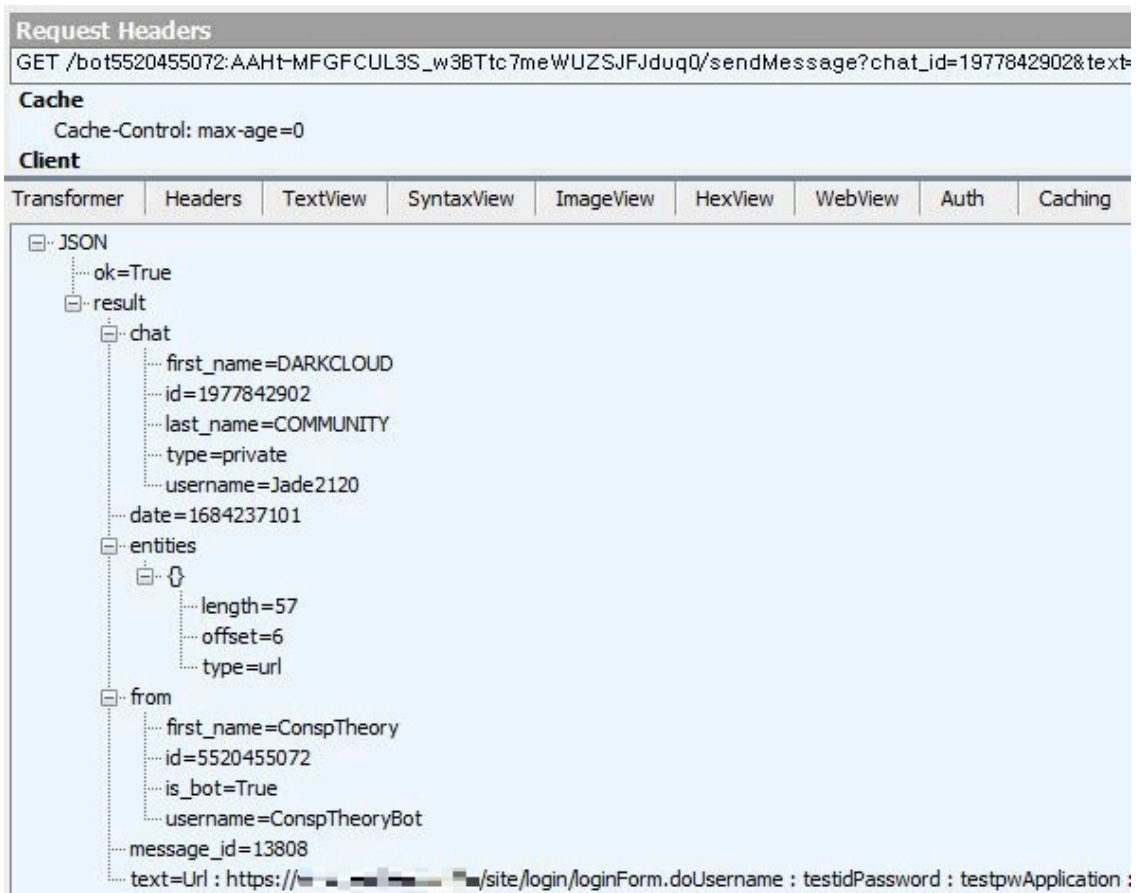 Request Headers
GET /bot5520455072:AAHt-MFGFCUL3S_w3BTtc7meWUZSJFJduq0/sendMessage?chat_id=1977842902&text=
Cache
Cache-Control: max-age=0
Client
Transformer Headers TextView SyntaxView ImageView HexView WebView Auth Caching
JSON
ok=True
result
chat
first_name=DARKCLOUD
id=1977842902
last_name=COMMUNITY
type=private
username=Jade2120
date=1684237101
entities
{}
length=57
offset=6
type=url
from
first_name=ConspTheory
id=5520455072
is_bot=True
username=ConspTheoryBot
message_id=13808
text=Url : https:///site/login/loginForm.doUsername : testidPassword : testpwApplication :